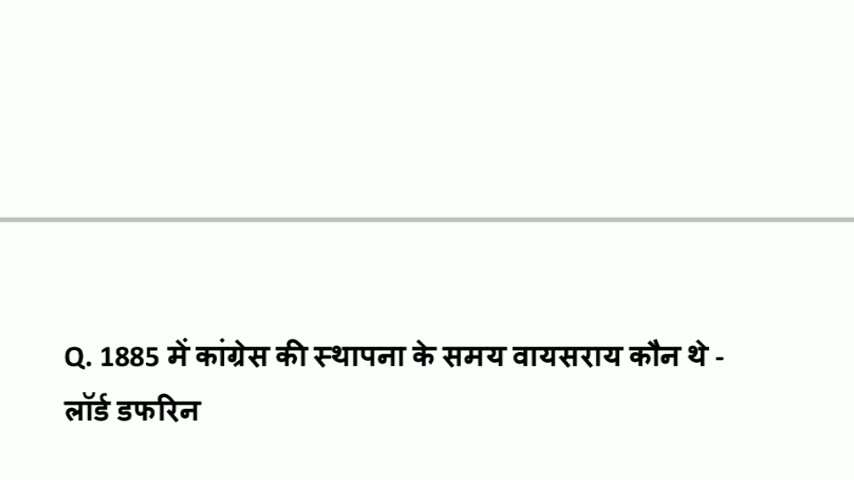 Q. 1885 में कांग्रेस की स्थापना के समय वायसराय कौन थे -
लॉर्ड डफरिन